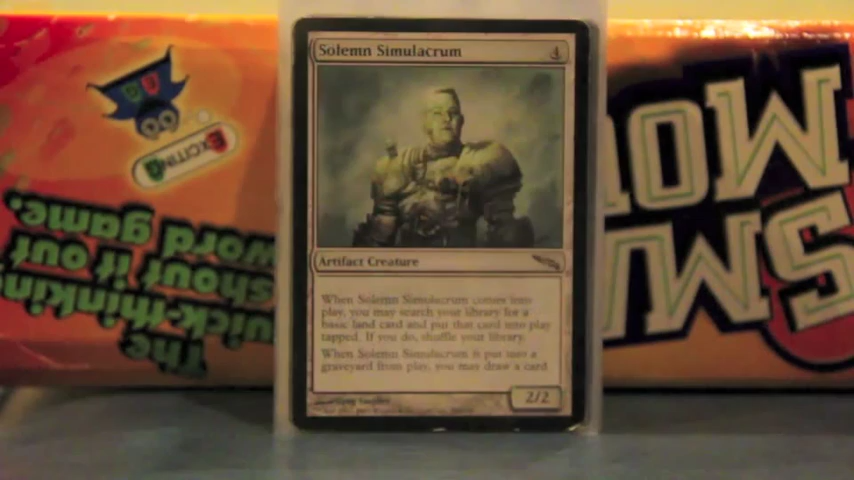 Solemn Simulacrum 4
Artifact Creature
When Solemn Simulacrum comes into
play, you may search your library for a
basic land card and put that card into play
tapped. If you do, shuffle your library.
When Solemn Simulacrum is put into a
graveyard from play, you may draw a card
2/2
EXCITING
The
quick-thinking,
shout it out
word game.